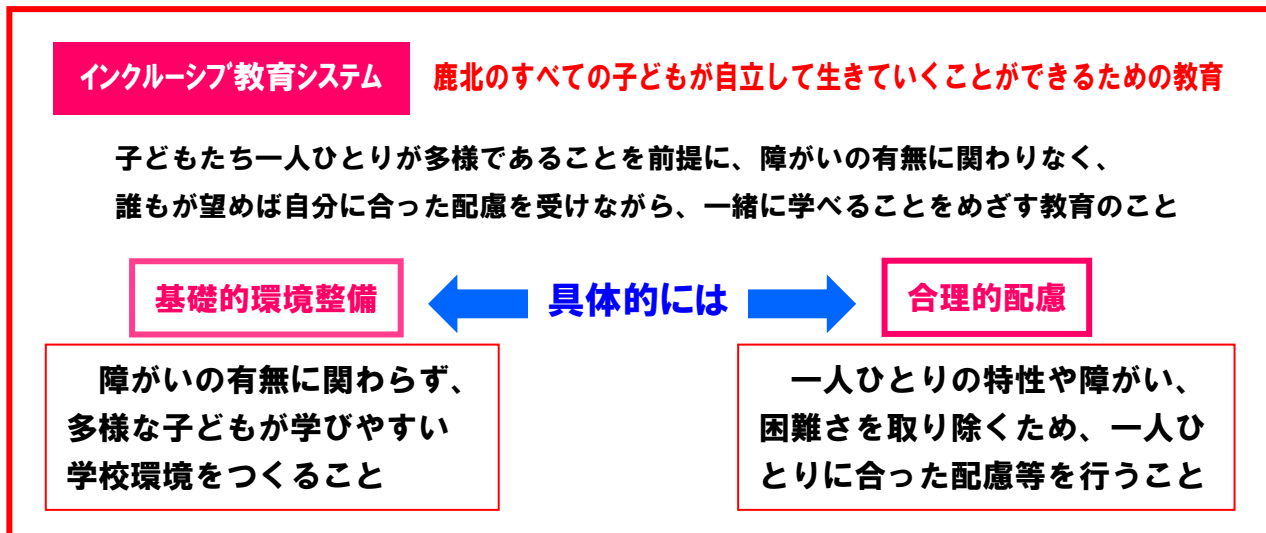 インクルーシブ教育システム
鹿北のすべての子どもが自立して生きていくことができるための教育
子どもたち一人ひとりが多様であることを前提に、障がいの有無に関わりなく、
誰もが望めば自分に合った配慮を受けながら、一緒に学べることをめざす教育のこと
基礎的環境整備
具体的には
合理的配慮
障がいの有無に関わらず、
多様な子どもが学びやすい
学校環境をつくること
一人ひとりの特性や障がい、
困難さを取り除くため、一人ひ
とりに合った配慮等を行うこと